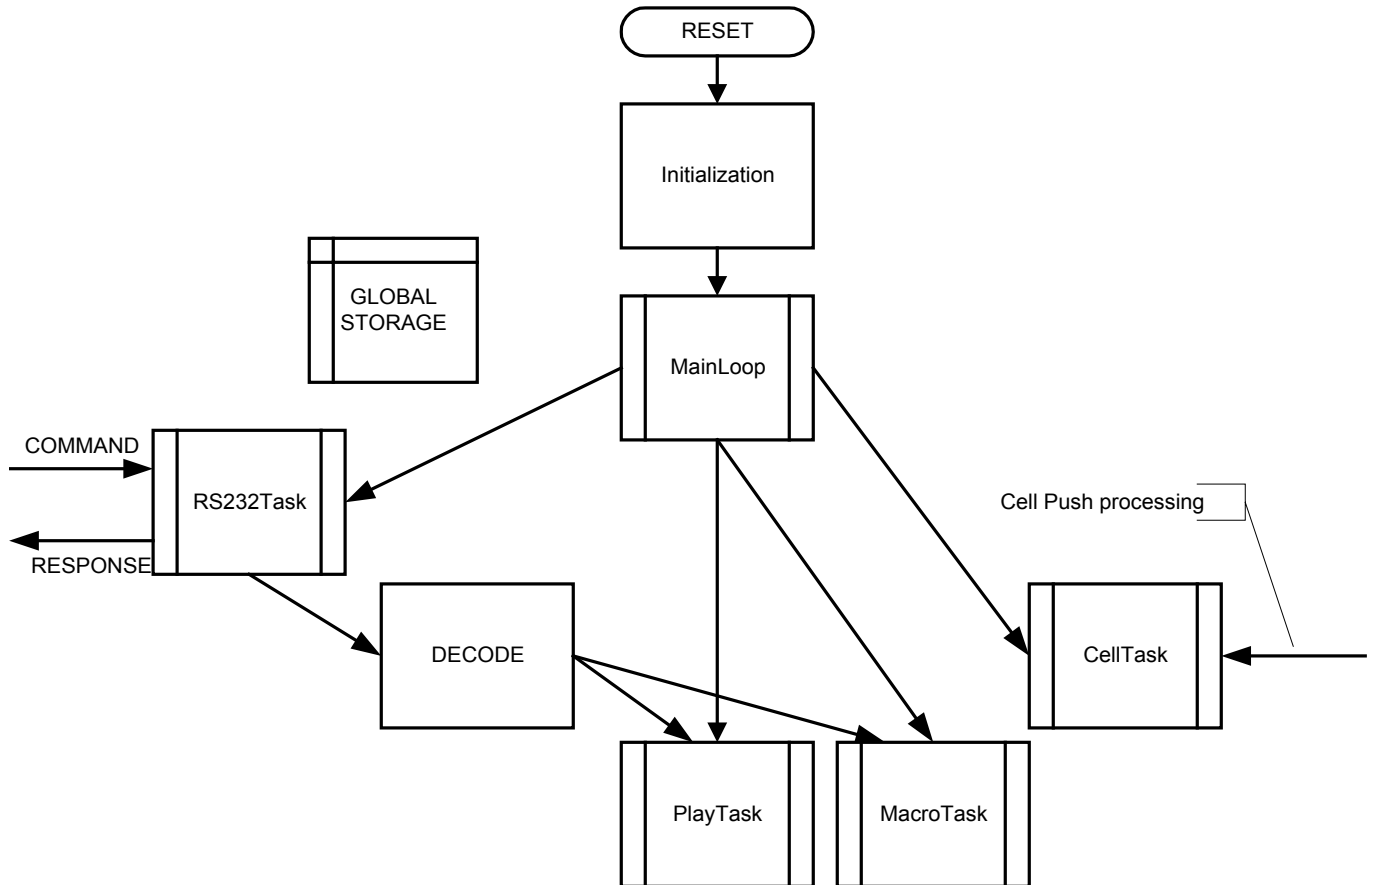 RESET
Initialization
GLOBAL
STORAGE
MainLoop
COMMAND
RS232Task
RESPONSE
Cell Push processing
DECODE
CellTask
PlayTask
MacroTask